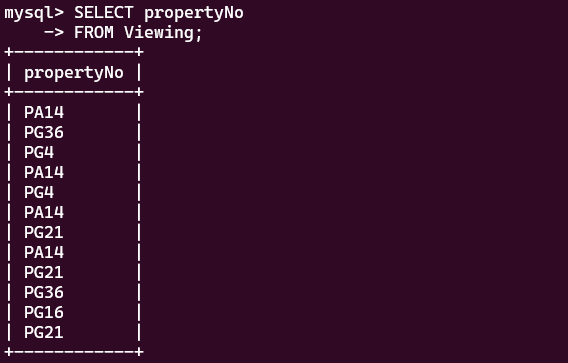 mysql> SELECT propertyNo
    -> FROM Viewing;
+------------+
| propertyNo |
+------------+
| PA14       |
| PG36       |
| PG4        |
| PA14       |
| PG4        |
| PA14       |
| PG21       |
| PA14       |
| PG21       |
| PG36       |
| PG16       |
| PG21       |
+------------+